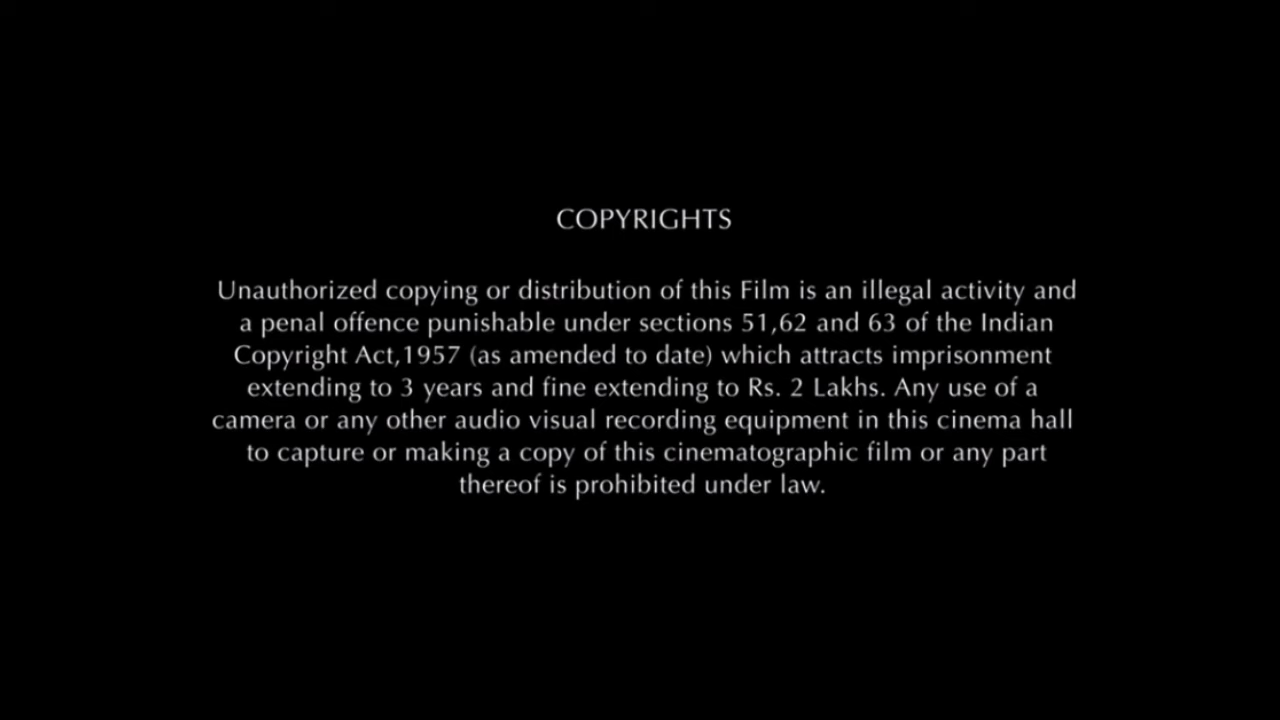 COPYRIGHTS
Unauthorized copying or distribution of this Film is an illegal activity and
a penal offence punishable under sections 51,62 and 63 of the Indian
Copyright Act,1957 (as amended to date) which attracts imprisonment
extending to 3 years and fine extending to Rs. 2 Lakhs. Any use of a
camera or any other audio visual recording equipment in this cinema hall
to capture or making a copy of this cinematographic film or any part
thereof is prohibited under law.